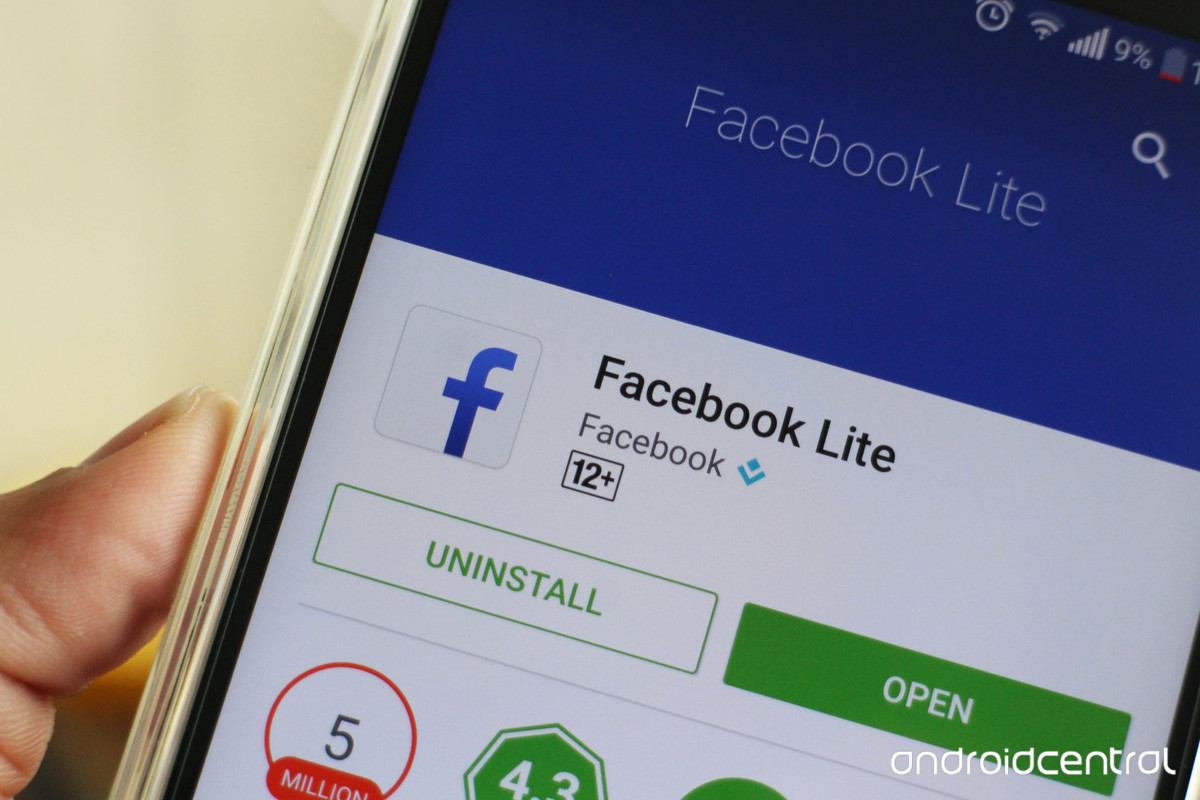 9%
Facebook Lite
Facebook Lite
Facebook
12+
UNINSTALL
OPEN
5
MILLION
4.3
androidcentral